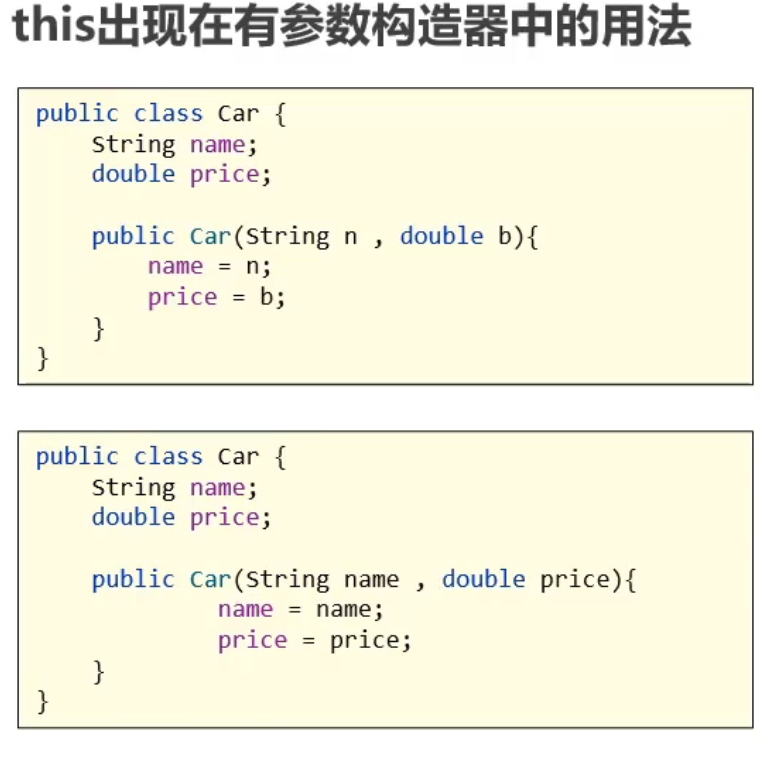 this出现在有参数构造器中的用法
public class Car {
String name;
double price;
public Car(String n , double b){
name = n;
price = b;
}
}
public class Car {
String name;
double price;
public Car(String name , double price){
name = name;
price = price;
}
}